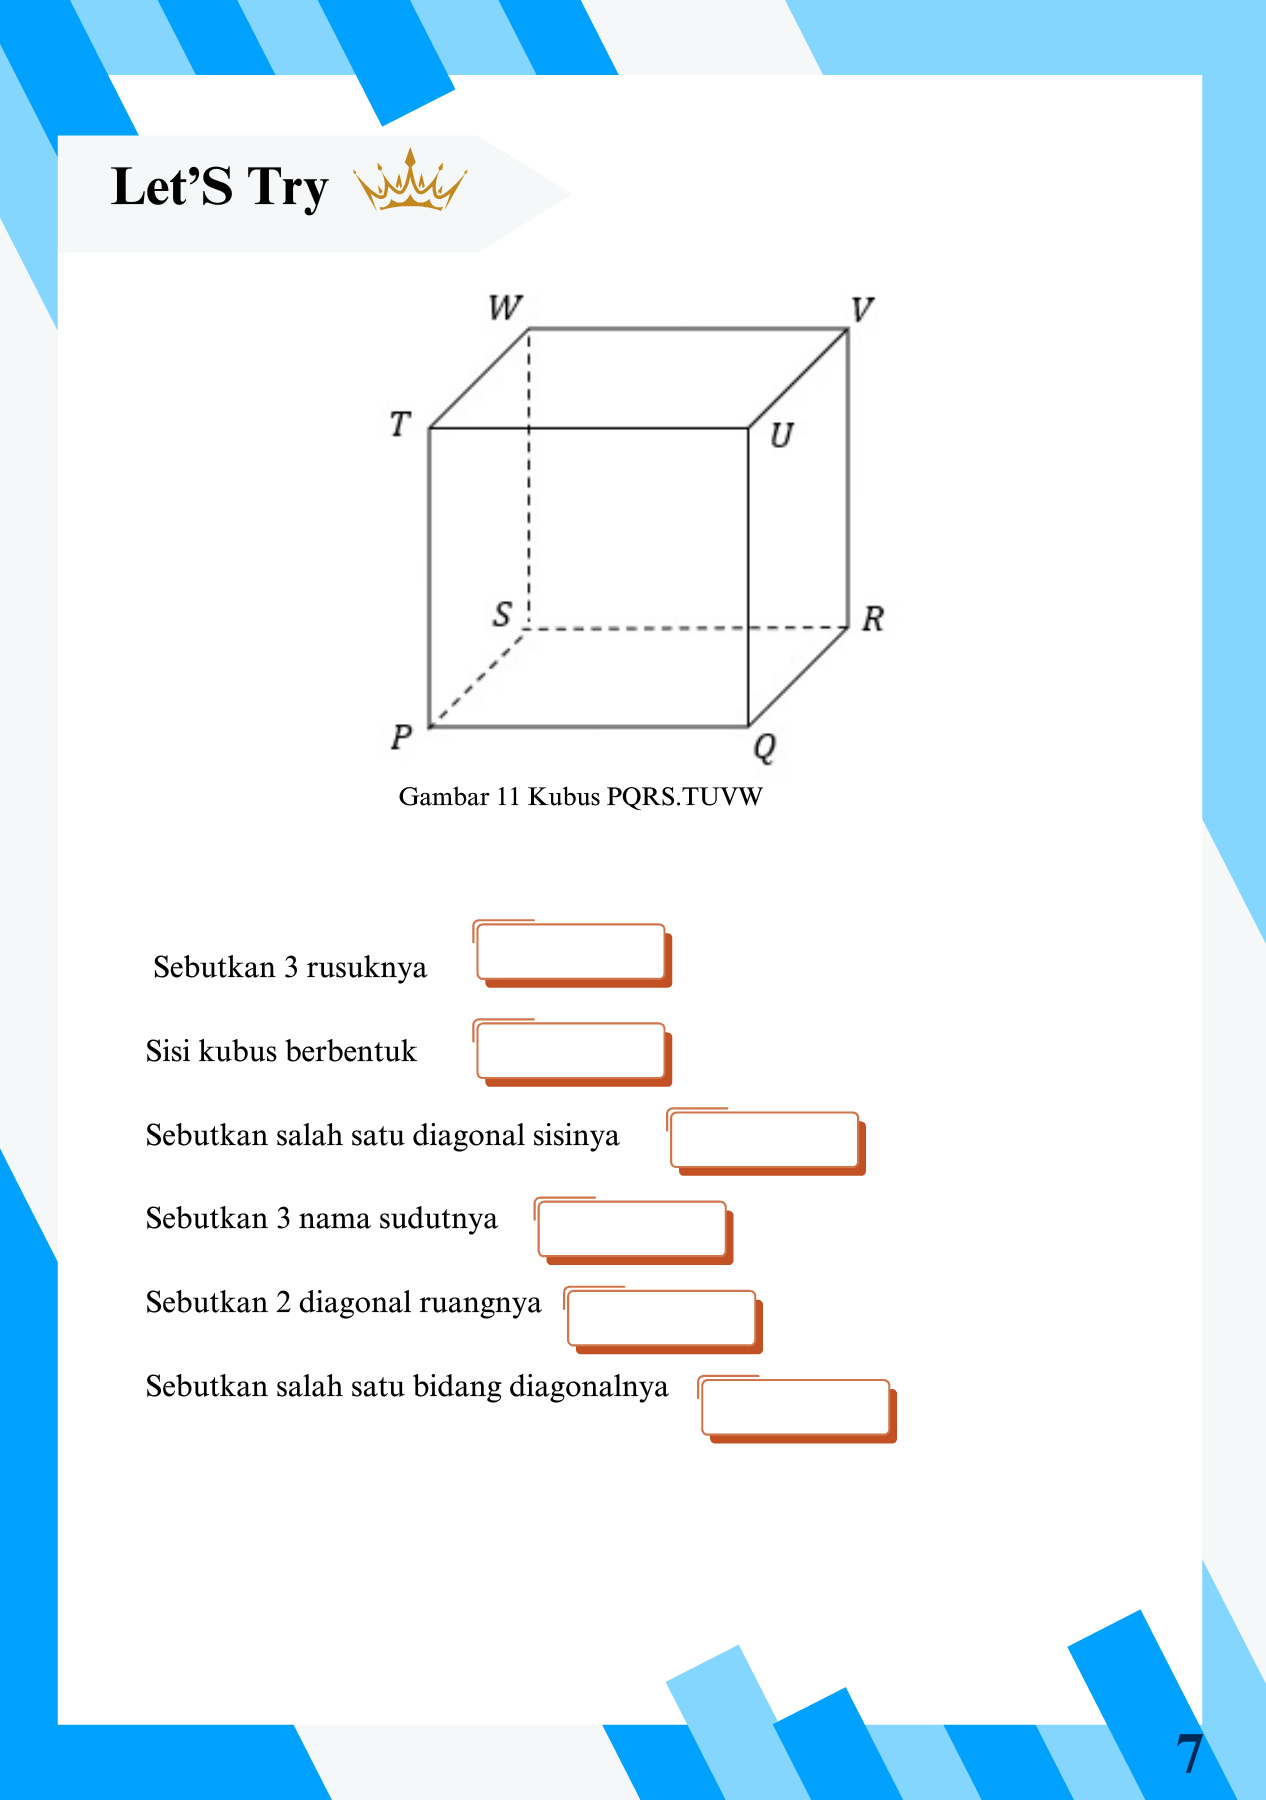 Let’S Try
W
V
T
U
S
R
P
Q
Gambar 11 Kubus PQRS.TUVW
Sebutkan 3 rusuknya
Sisi kubus berbentuk
Sebutkan salah satu diagonal sisinya
Sebutkan 3 nama sudutnya
Sebutkan 2 diagonal ruangnya
Sebutkan salah satu bidang diagonalnya
7